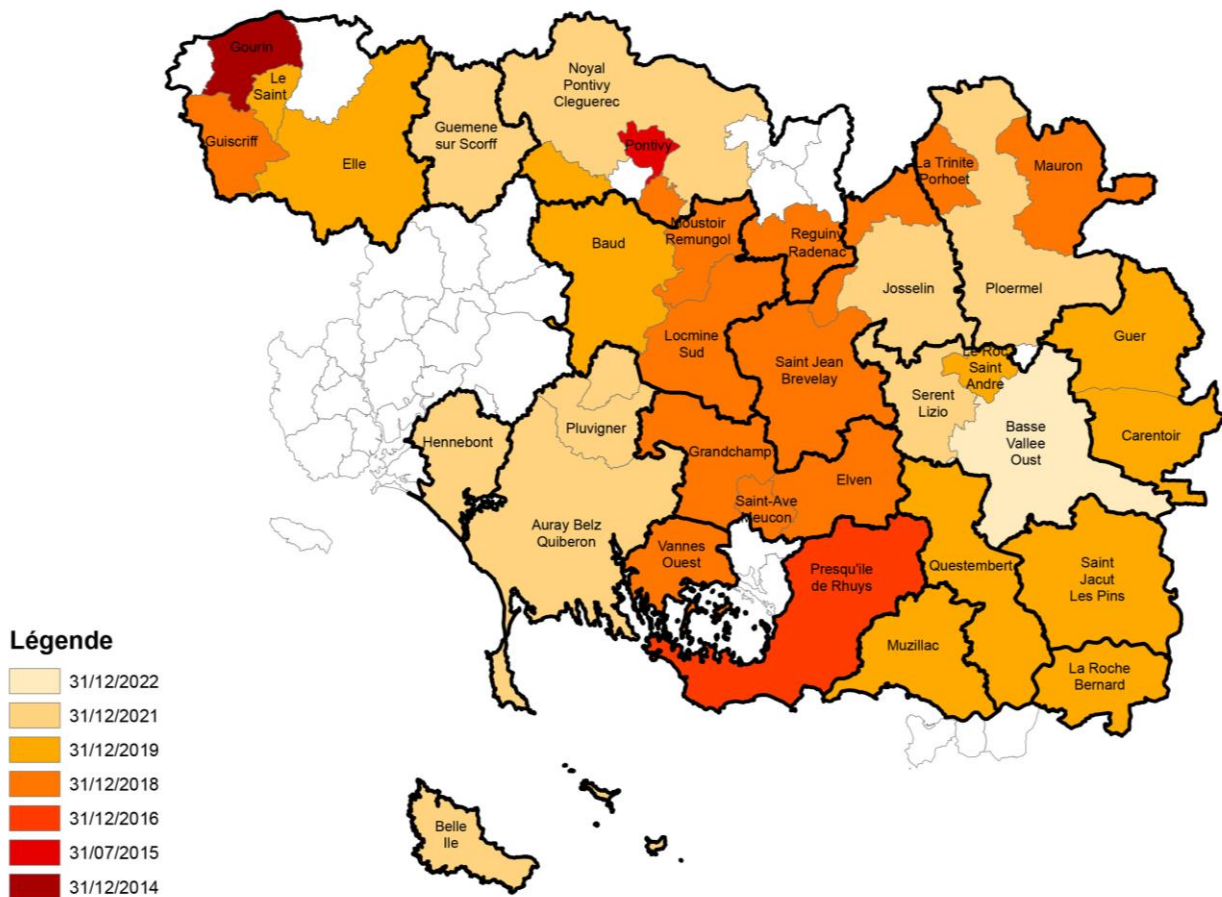 Gourin
Le
Saint
Guiscriff
Elle
Guemene
sur Scorff
Noyal
Pontivy
Cleguerec
Pontivy
Baud
Moustoir
Remungol
Reguiny
Radenac
La Trinite
Porhoet
Mauron
Josselin
Ploermel
Guer
Locmine
Sud
Saint Jean
Brevelay
Le Roc
Saint
André
Serent
Lizio
Basse
Vallee
Oust
Carentoir
Hennebont
Pluvigner
Grandchamp
Elven
Saint-Ave
Meucon
Auray Belz
Quiberon
Vannes
Ouest
Presqu'ile
de Rhuys
Questembert
Saint
Jacut
Les Pins
Muzillac
La Roche
Bernard
Belle
Ile
Légende
31/12/2022
31/12/2021
31/12/2019
31/12/2018
31/12/2016
31/07/2015
31/12/2014